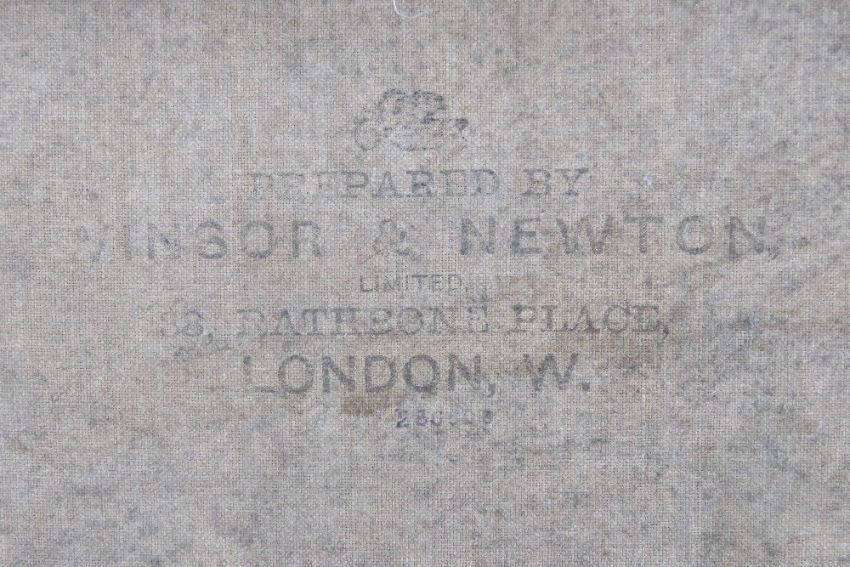 PREPARED BY
WINSOR & NEWTON,
LIMITED.
38, RATHBONE PLACE,
LONDON, W.